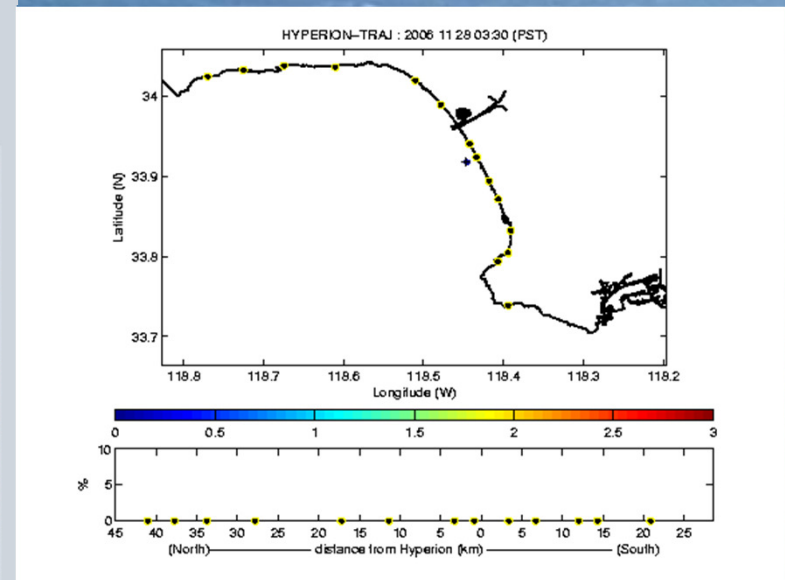 HYPERION-TRAJ : 2006 11 28 03:30 (PST)
34
33.9
33.8
33.7
Latitude (N)
118.8 118.7 118.6 118.5 118.4 118.3 118.2
Longitude (W)
0 0.5 1 1.5 2 2.5 3
10
5
0
%
45 40 35 30 25 20 15 10 5 0 5 10 15 20 25
(North) distance from Hyperion (km) (South)